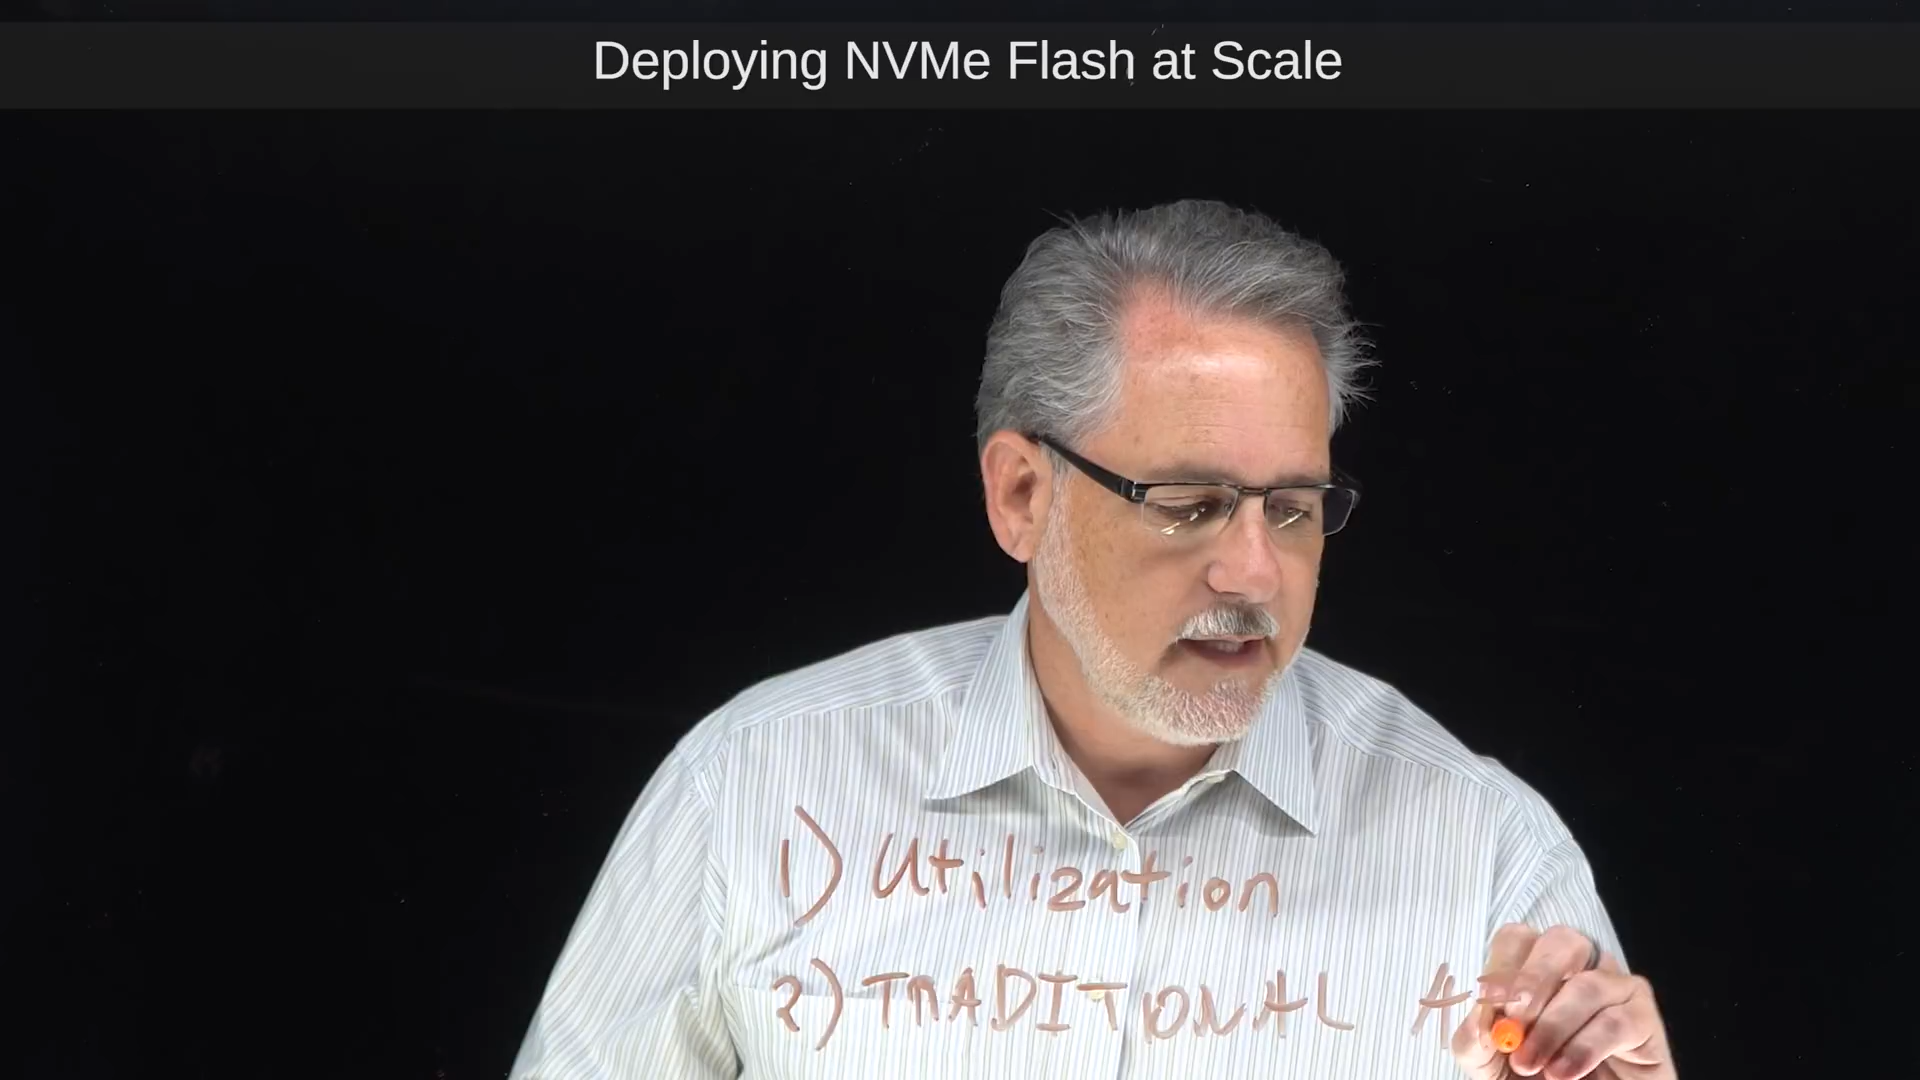 Deploying NVMe Flash at Scale
1) Utilization
2) TRADITIONAL